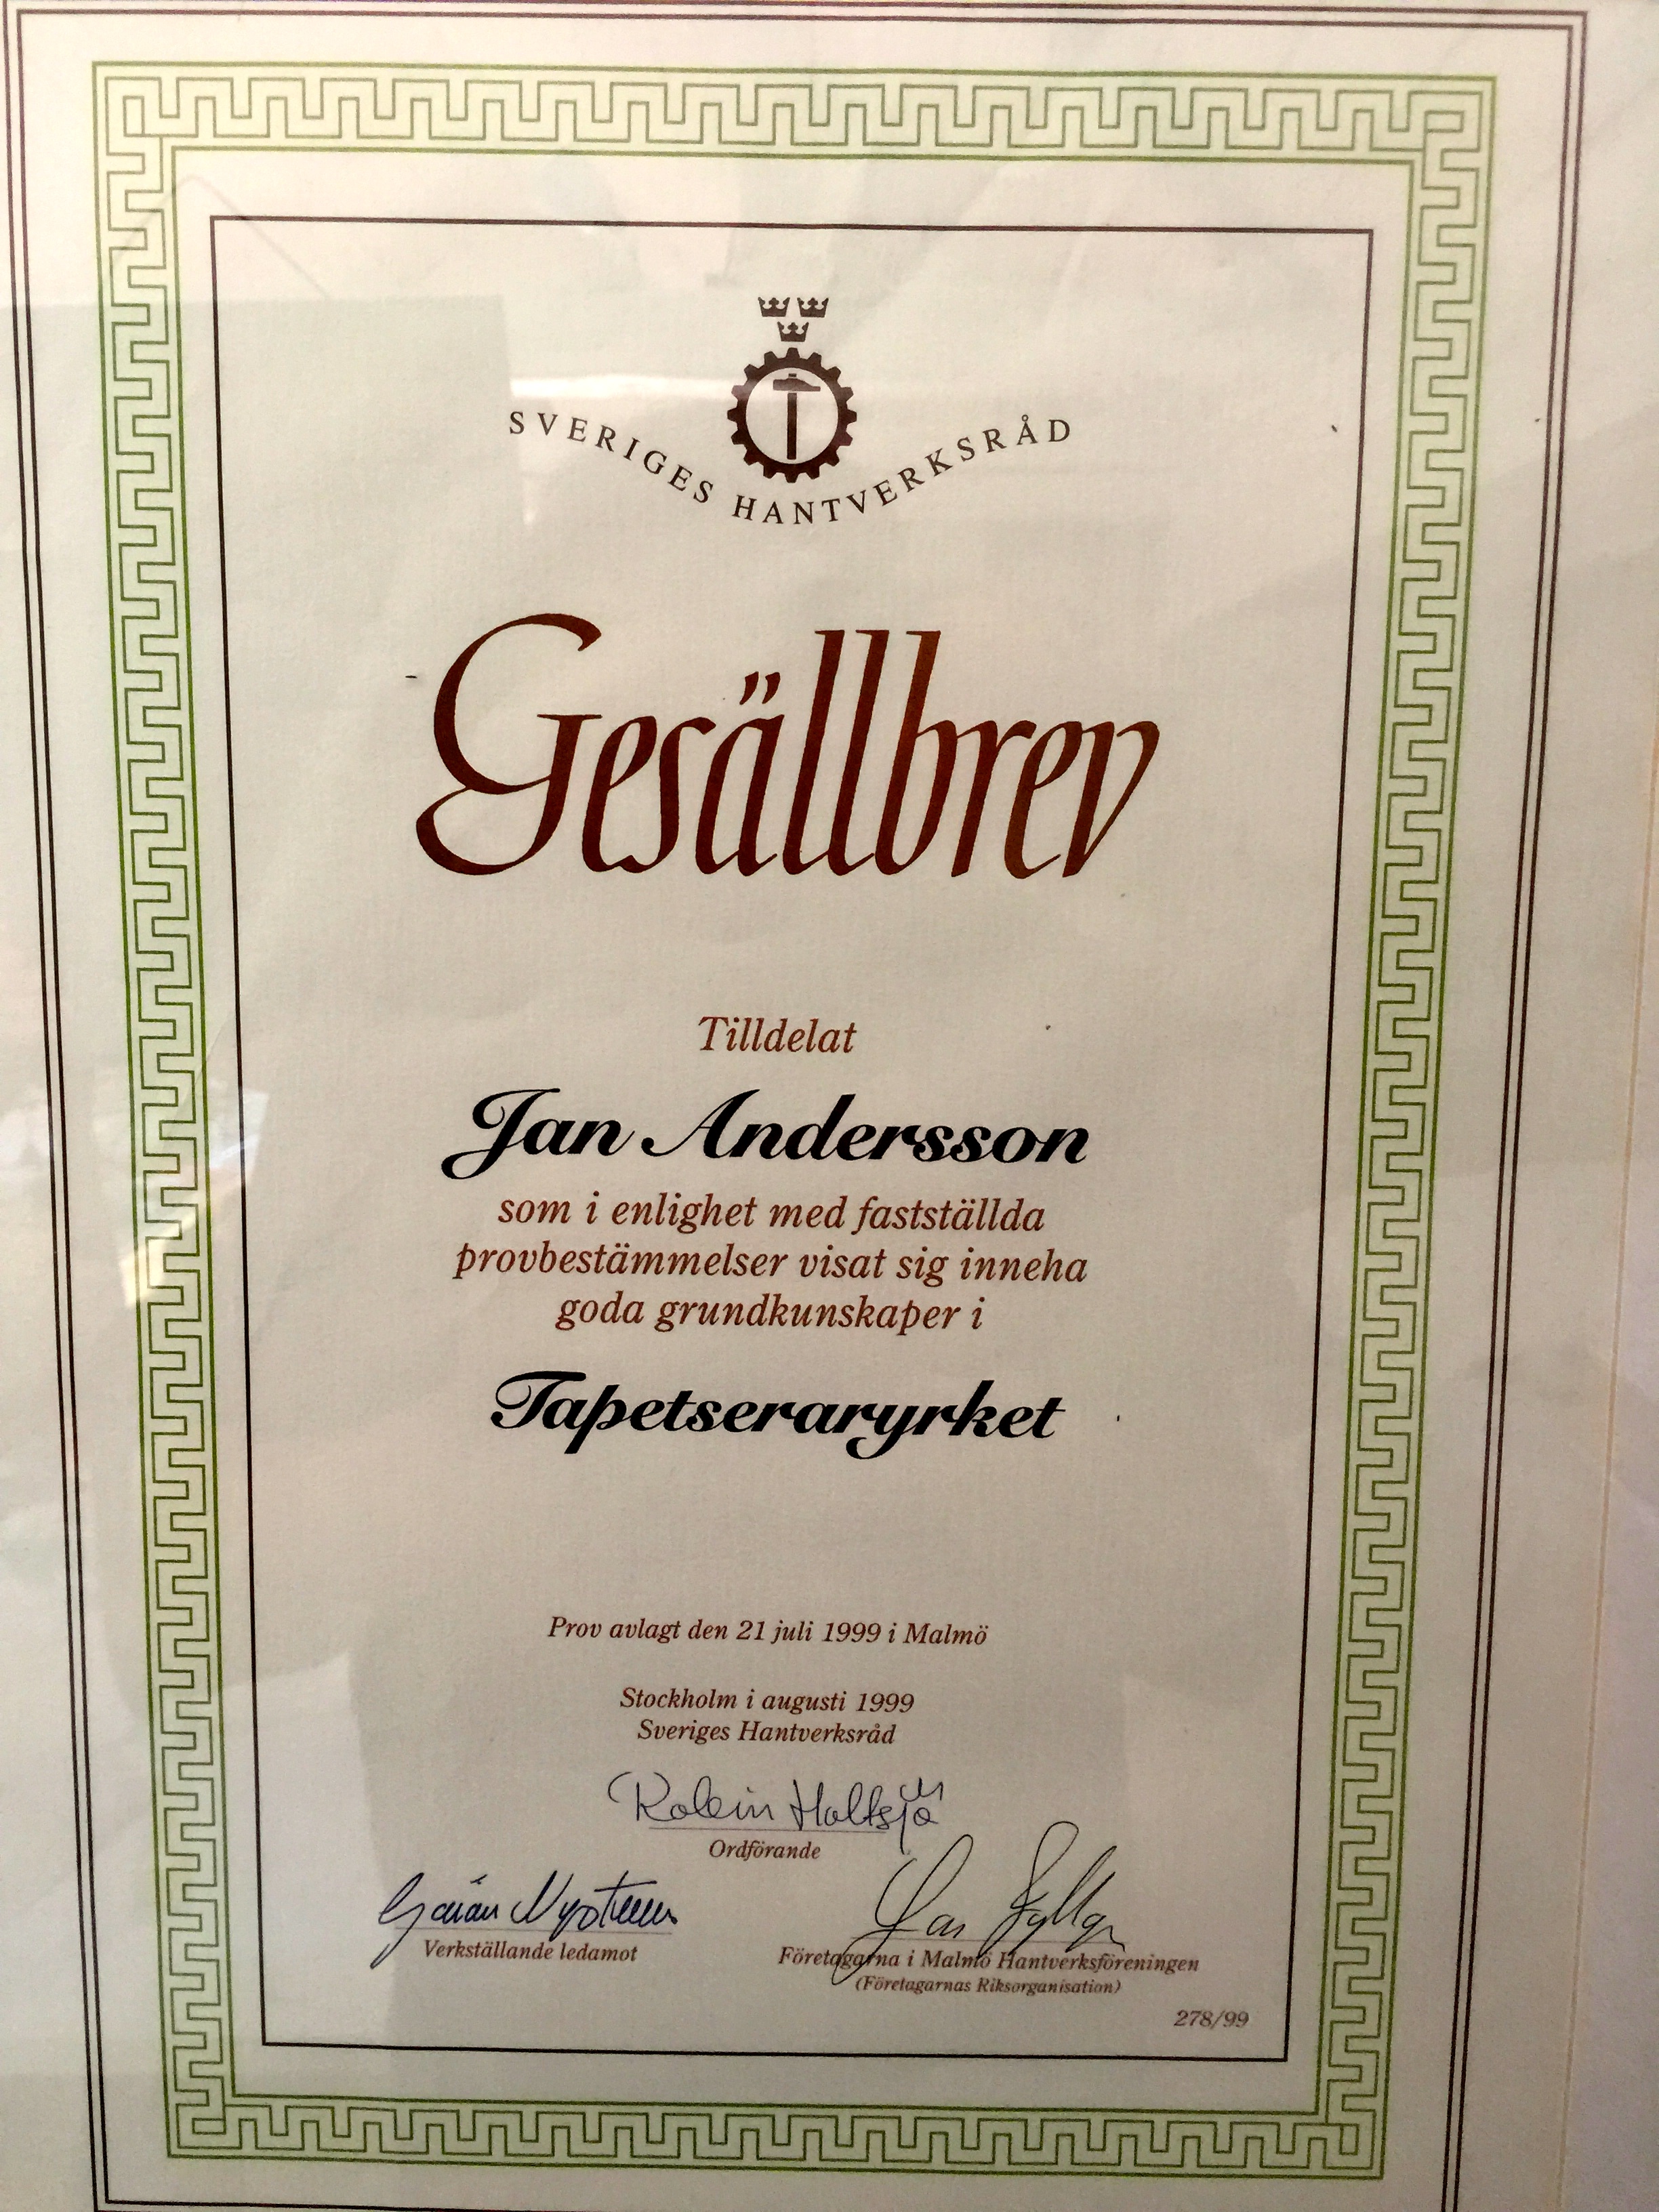 SVERIGES HANTVERKSRÅD
Gesällbrev
Tilldelat
Jan Andersson
som i enlighet med fastställda
provbestämmelser visat sig inneha
goda grundkunskaper i
Tapetseraryrket
Prov avlagt den 21 juli 1999 i Malmö
Stockholm i augusti 1999
Sveriges Hantverksråd
Ordförande
Göran Nyström
Verkställande ledamot
Företagarna i Malmö Hantverksföreningen
(Företagarnas Riksorganisation)
278/99